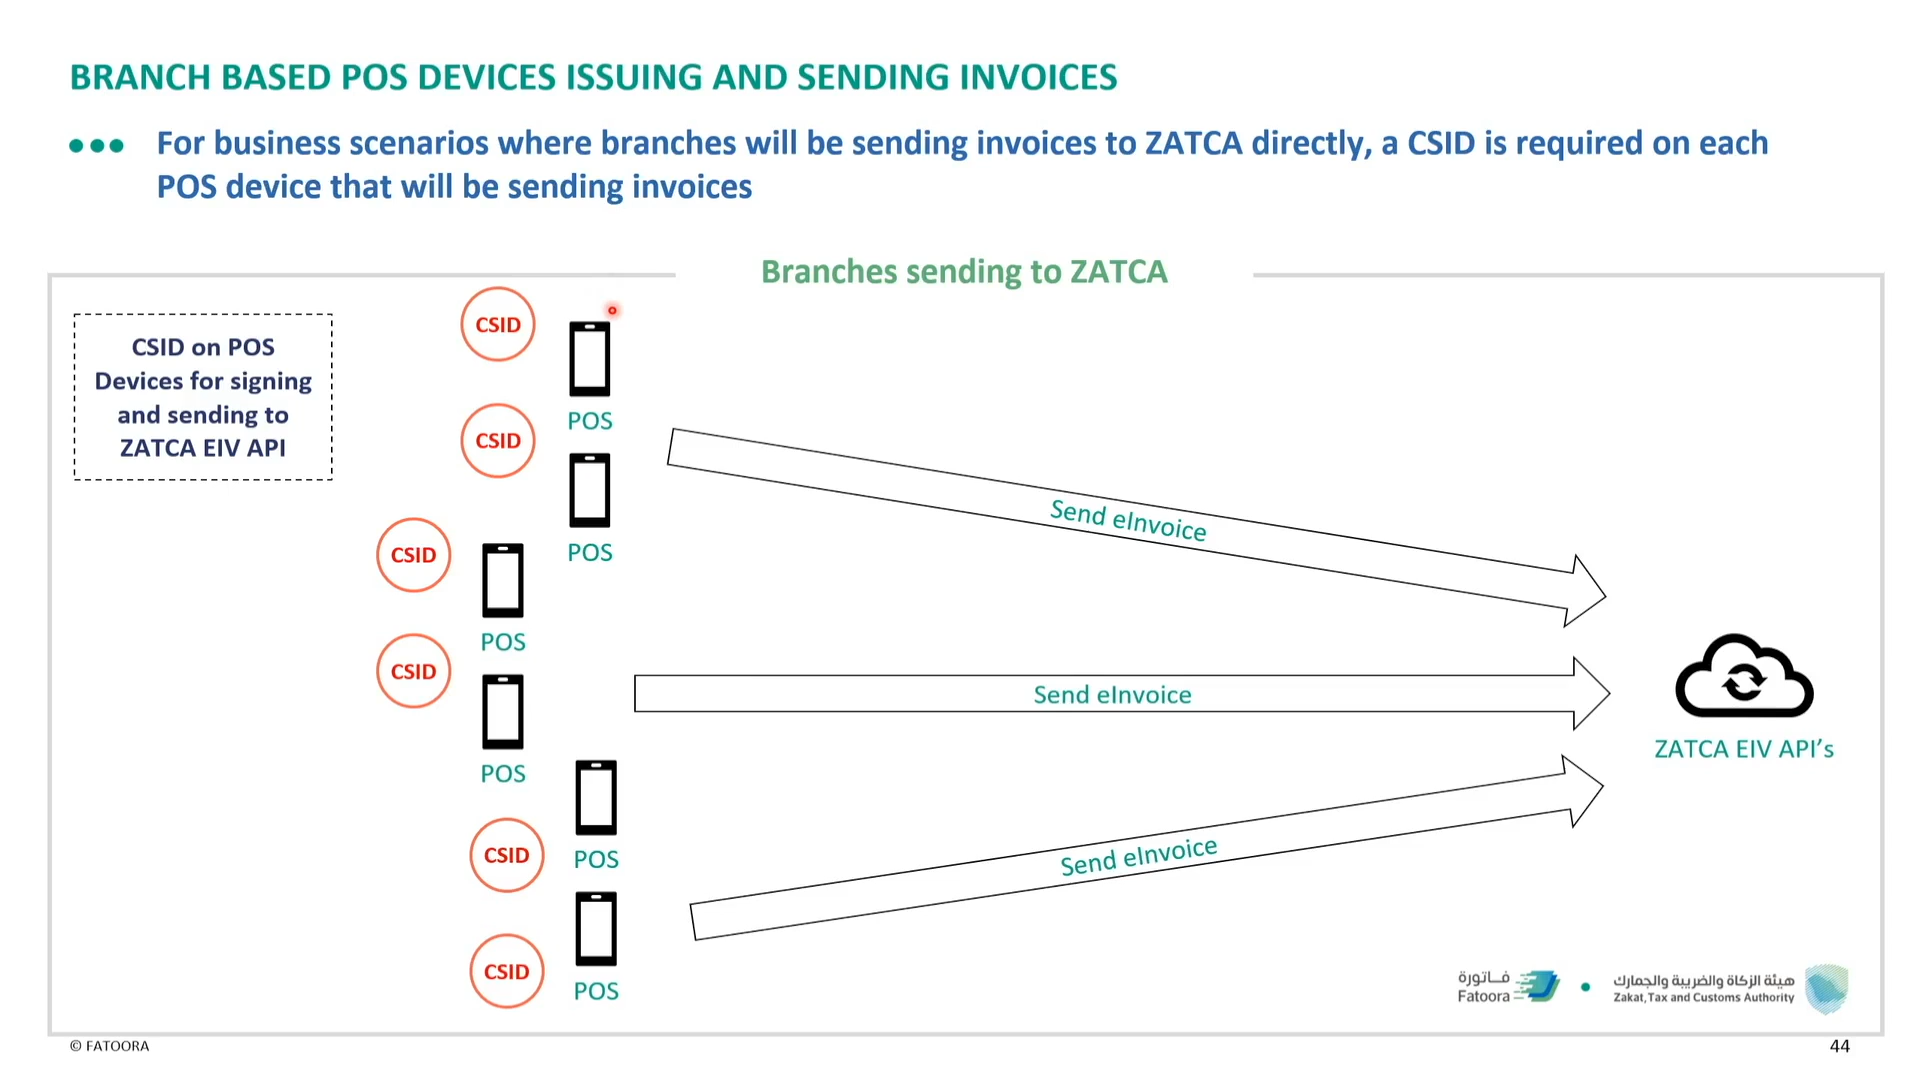 BRANCH BASED POS DEVICES ISSUING AND SENDING INVOICES
For business scenarios where branches will be sending invoices to ZATCA directly, a CSID is required on each
POS device that will be sending invoices
Branches sending to ZATCA
CSID on POS
Devices for signing
and sending to
ZATCA EIV API
CSID
POS
CSID
POS
CSID
POS
CSID
POS
POS
CSID
POS
CSID
Send eInvoice
Send eInvoice
Send eInvoice
ZATCA EIV API’s
فـاتورة
Fatoora
هيئة الزكاة والضريبة والجمارك
Zakat, Tax and Customs Authority
© FATOORA
44